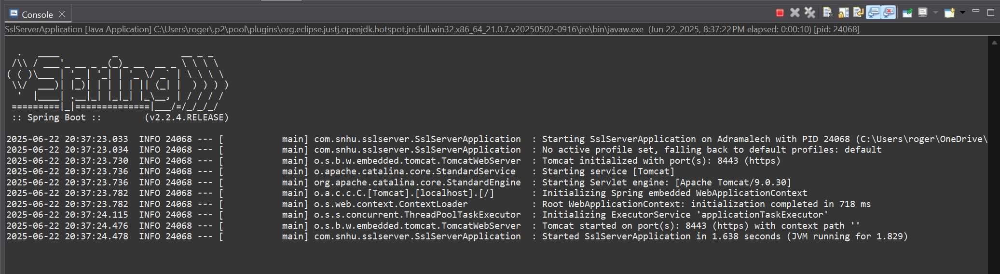 Console
SslServerApplication [Java Application] C:\Users\roger\.p2\pool\plugins\org.eclipse.justj.openjdk.hotspot.jre.full.win32.x86_64_21.0.7.v20250502-0916\jre\bin\javaw.exe  (Jun 22, 2025, 8:37:22 PM elapsed: 0:00:10) [pid: 24068]
  .   ____          _            __ _ _
 /\\ / ___'_ __ _ _(_)_ __  __ _ \ \ \ \
( ( )\___ | '_ | '_| | '_ \/ _` | \ \ \ \
 \\/  ___)| |_)| | | | | || (_| |  ) ) ) )
  '  |____| .__|_| |_|_| |_\__, | / / / /
 =========|_|==============|___/=/_/_/_/
 :: Spring Boot ::        (v2.2.4.RELEASE)
2025-06-22 20:37:23.033  INFO 24068 --- [           main] com.snhu.sslserver.SslServerApplication  : Starting SslServerApplication on Adramalech with PID 24068 (C:\Users\roger\OneDrive\
2025-06-22 20:37:23.034  INFO 24068 --- [           main] com.snhu.sslserver.SslServerApplication  : No active profile set, falling back to default profiles: default
2025-06-22 20:37:23.730  INFO 24068 --- [           main] o.s.b.w.embedded.tomcat.TomcatWebServer  : Tomcat initialized with port(s): 8443 (https)
2025-06-22 20:37:23.736  INFO 24068 --- [           main] o.apache.catalina.core.StandardService   : Starting service [Tomcat]
2025-06-22 20:37:23.736  INFO 24068 --- [           main] org.apache.catalina.core.StandardEngine  : Starting Servlet engine: [Apache Tomcat/9.0.30]
2025-06-22 20:37:23.782  INFO 24068 --- [           main] o.a.c.c.C.[Tomcat].[localhost].[/]       : Initializing Spring embedded WebApplicationContext
2025-06-22 20:37:23.782  INFO 24068 --- [           main] o.s.web.context.ContextLoader            : Root WebApplicationContext: initialization completed in 718 ms
2025-06-22 20:37:24.115  INFO 24068 --- [           main] o.s.s.concurrent.ThreadPoolTaskExecutor  : Initializing ExecutorService 'applicationTaskExecutor'
2025-06-22 20:37:24.476  INFO 24068 --- [           main] o.s.b.w.embedded.tomcat.TomcatWebServer  : Tomcat started on port(s): 8443 (https) with context path ''
2025-06-22 20:37:24.478  INFO 24068 --- [           main] com.snhu.sslserver.SslServerApplication  : Started SslServerApplication in 1.638 seconds (JVM running for 1.829)